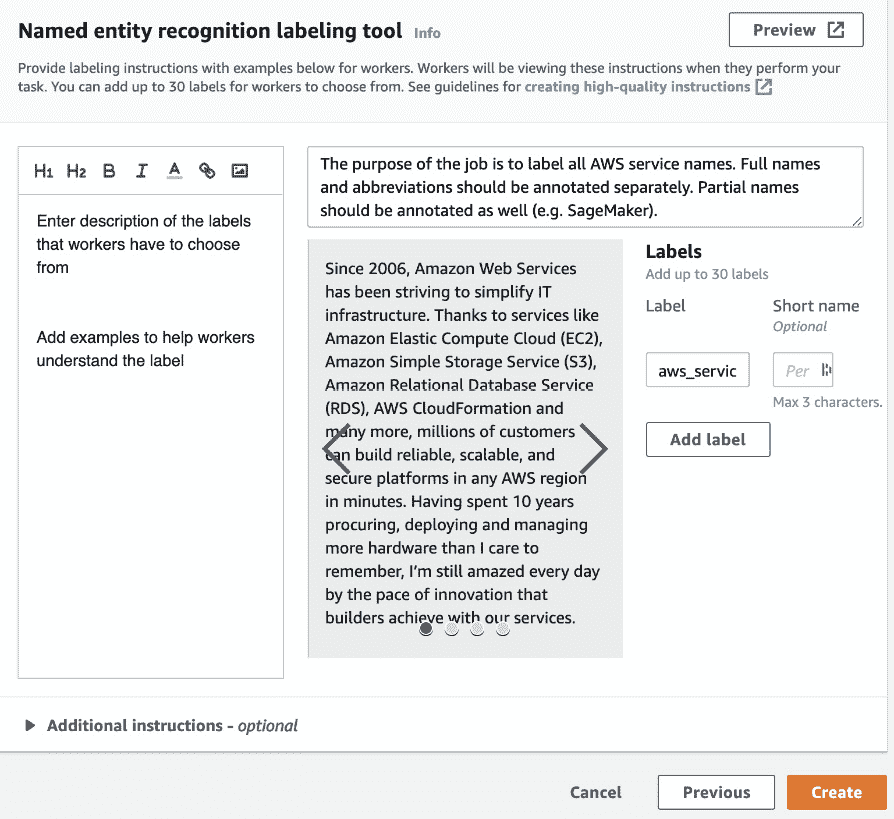 Named entity recognition labeling tool Info
Preview
Provide labeling instructions with examples below for workers. Workers will be viewing these instructions when they perform your
task. You can add up to 30 labels for workers to choose from. See guidelines for creating high-quality instructions
H1 H2 B I A
Enter description of the labels
that workers have to choose
from
Add examples to help workers
understand the label
The purpose of the job is to label all AWS service names. Full names
and abbreviations should be annotated separately. Partial names
should be annotated as well (e.g. SageMaker).
Since 2006, Amazon Web Services
has been striving to simplify IT
infrastructure. Thanks to services like
Amazon Elastic Compute Cloud (EC2),
Amazon Simple Storage Service (S3),
Amazon Relational Database Service
(RDS), AWS CloudFormation and
many more, millions of customers
can build reliable, scalable, and
secure platforms in any AWS region
in minutes. Having spent 10 years
procuring, deploying and managing
more hardware than I care to
remember, I'm still amazed every day
by the pace of innovation that
builders achieve with our services.
Labels
Add up to 30 labels
Label
Short name
Optional
aws_servic
Per
Max 3 characters.
Add label
Additional instructions - optional
Cancel
Previous
Create